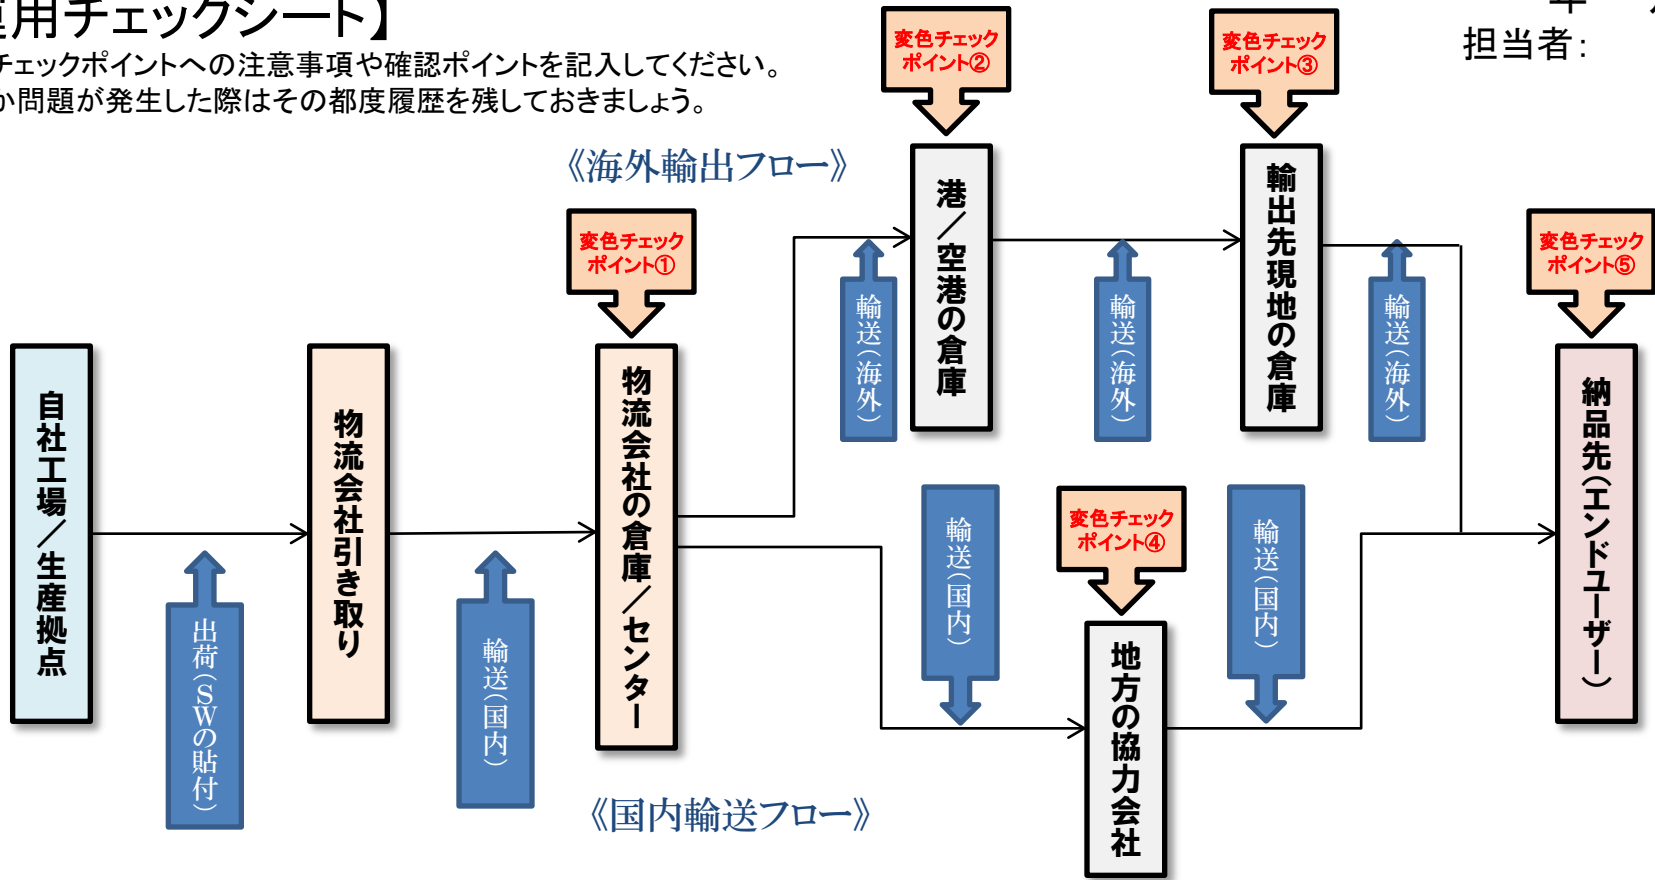 運用チェックシート】
チェックポイントへの注意事項や確認ポイントを記入してください。
か問題が発生した際はその都度履歴を残しておきましょう。
年
担当者：
変色チェック
ポイント②
変色チェック
ポイント③
《海外輸出フロー》
変色チェック
ポイント①
変色チェック
ポイント⑤
港／空港の倉庫
輸出先現地の倉庫
輸送（海外）
輸送（海外）
輸送（海外）
自社工場／生産拠点
物流会社引き取り
物流会社の倉庫／センター
納品先（エンドユーザー）
出荷（SWの貼付）
輸送（国内）
輸送（国内）
変色チェック
ポイント④
輸送（国内）
地方の協力会社
《国内輸送フロー》